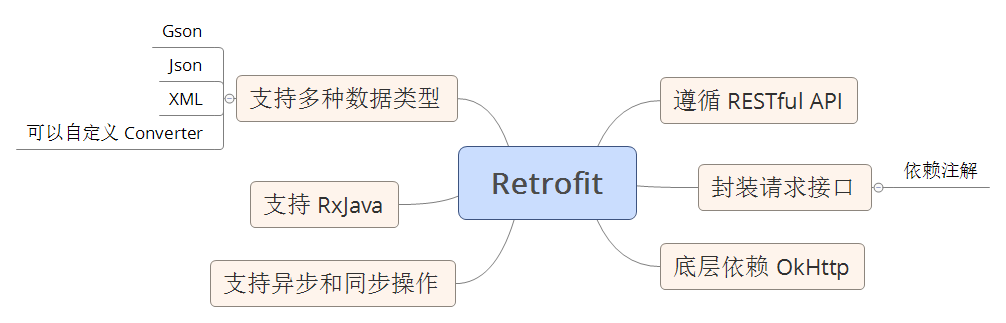 Gson
Json
XML
可以自定义 Converter
支持多种数据类型
支持 RxJava
支持异步和同步操作
Retrofit
遵循 RESTful API
封装请求接口
依赖注解
底层依赖 OkHttp